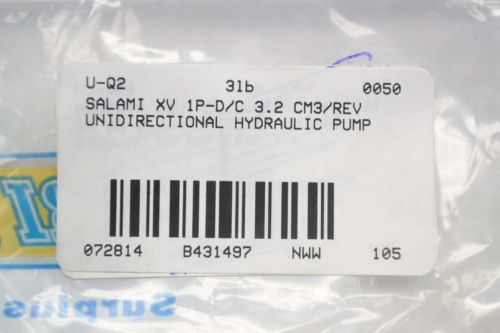 U-Q2 31b 0050
SALAMI XV 1P-D/C 3.2 CM3/REV
UNIDIRECTIONAL HYDRAULIC PUMP
072814 B431497 NWW 105
Surplus